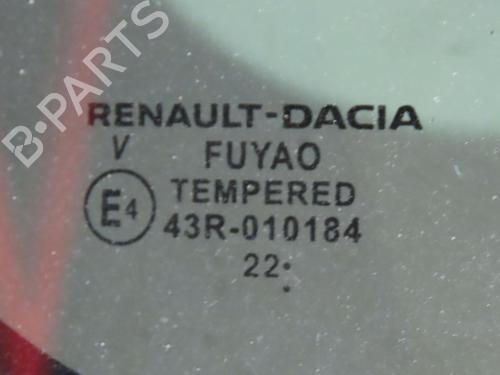 B-PARTS
RENAULT-DACIA
V FUYAO
E4 TEMPERED
43R-010184
22